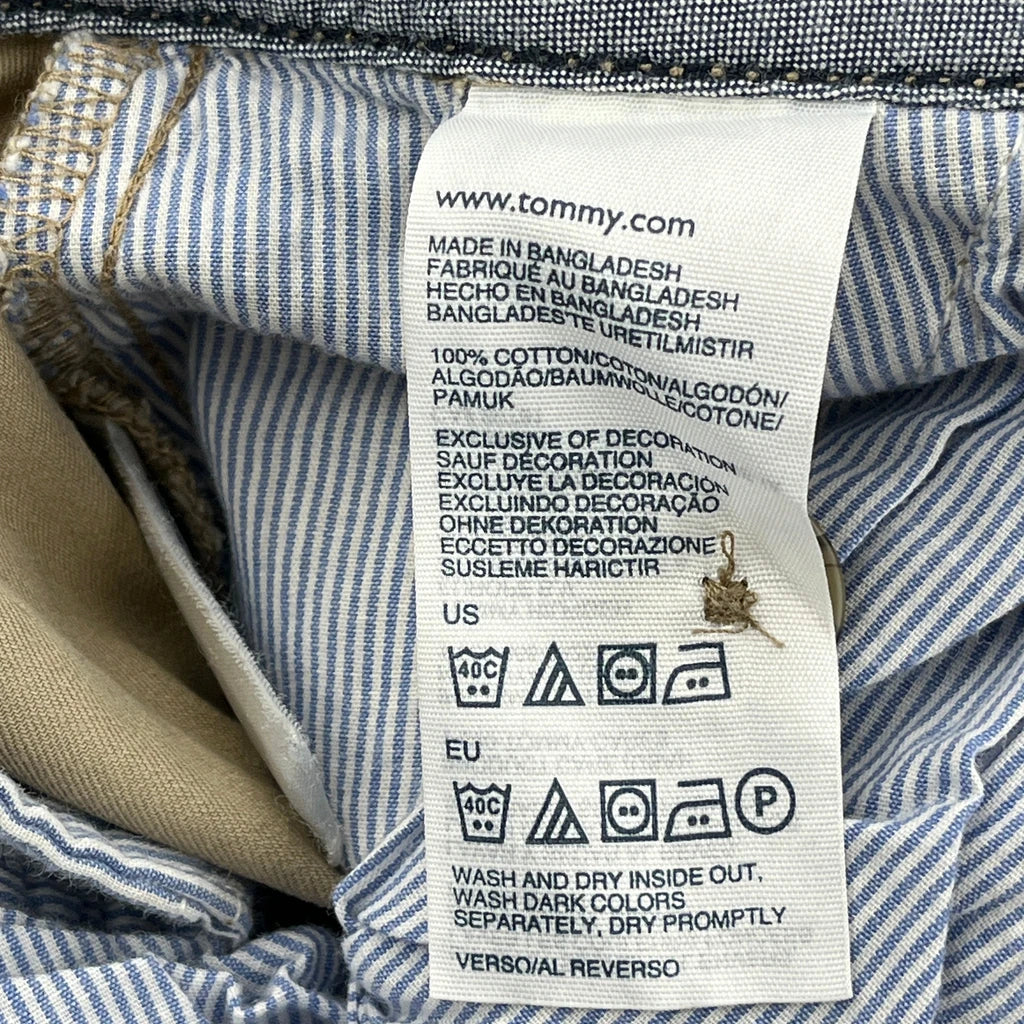 www.tommy.com
MADE IN BANGLADESH
FABRIQUÉ AU BANGLADESH
HECHO EN BANGLADESH
BANGLADES'TE URETILMISTIR
100% COTTON/COTON/ALGODÓN/
ALGODÃO/BAUMWOLLE/COTONE/
PAMUK
EXCLUSIVE OF DECORATION
SAUF DÉCORATION
EXCLUYE LA DECORACIÓN
EXCLUINDO DECORAÇÃO
OHNE DEKORATION
ECCETTO DECORAZIONE
SUSLEME HARICTIR
US
40C
EU
40C P
WASH AND DRY INSIDE OUT,
WASH DARK COLORS
SEPARATELY, DRY PROMPTLY
VERSO/AL REVERSO